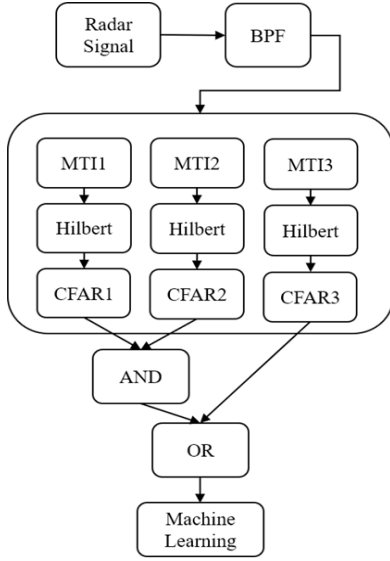 Radar
Signal
BPF
MTI1
MTI2
MTI3
Hilbert
Hilbert
Hilbert
CFAR1
CFAR2
CFAR3
AND
OR
Machine
Learning